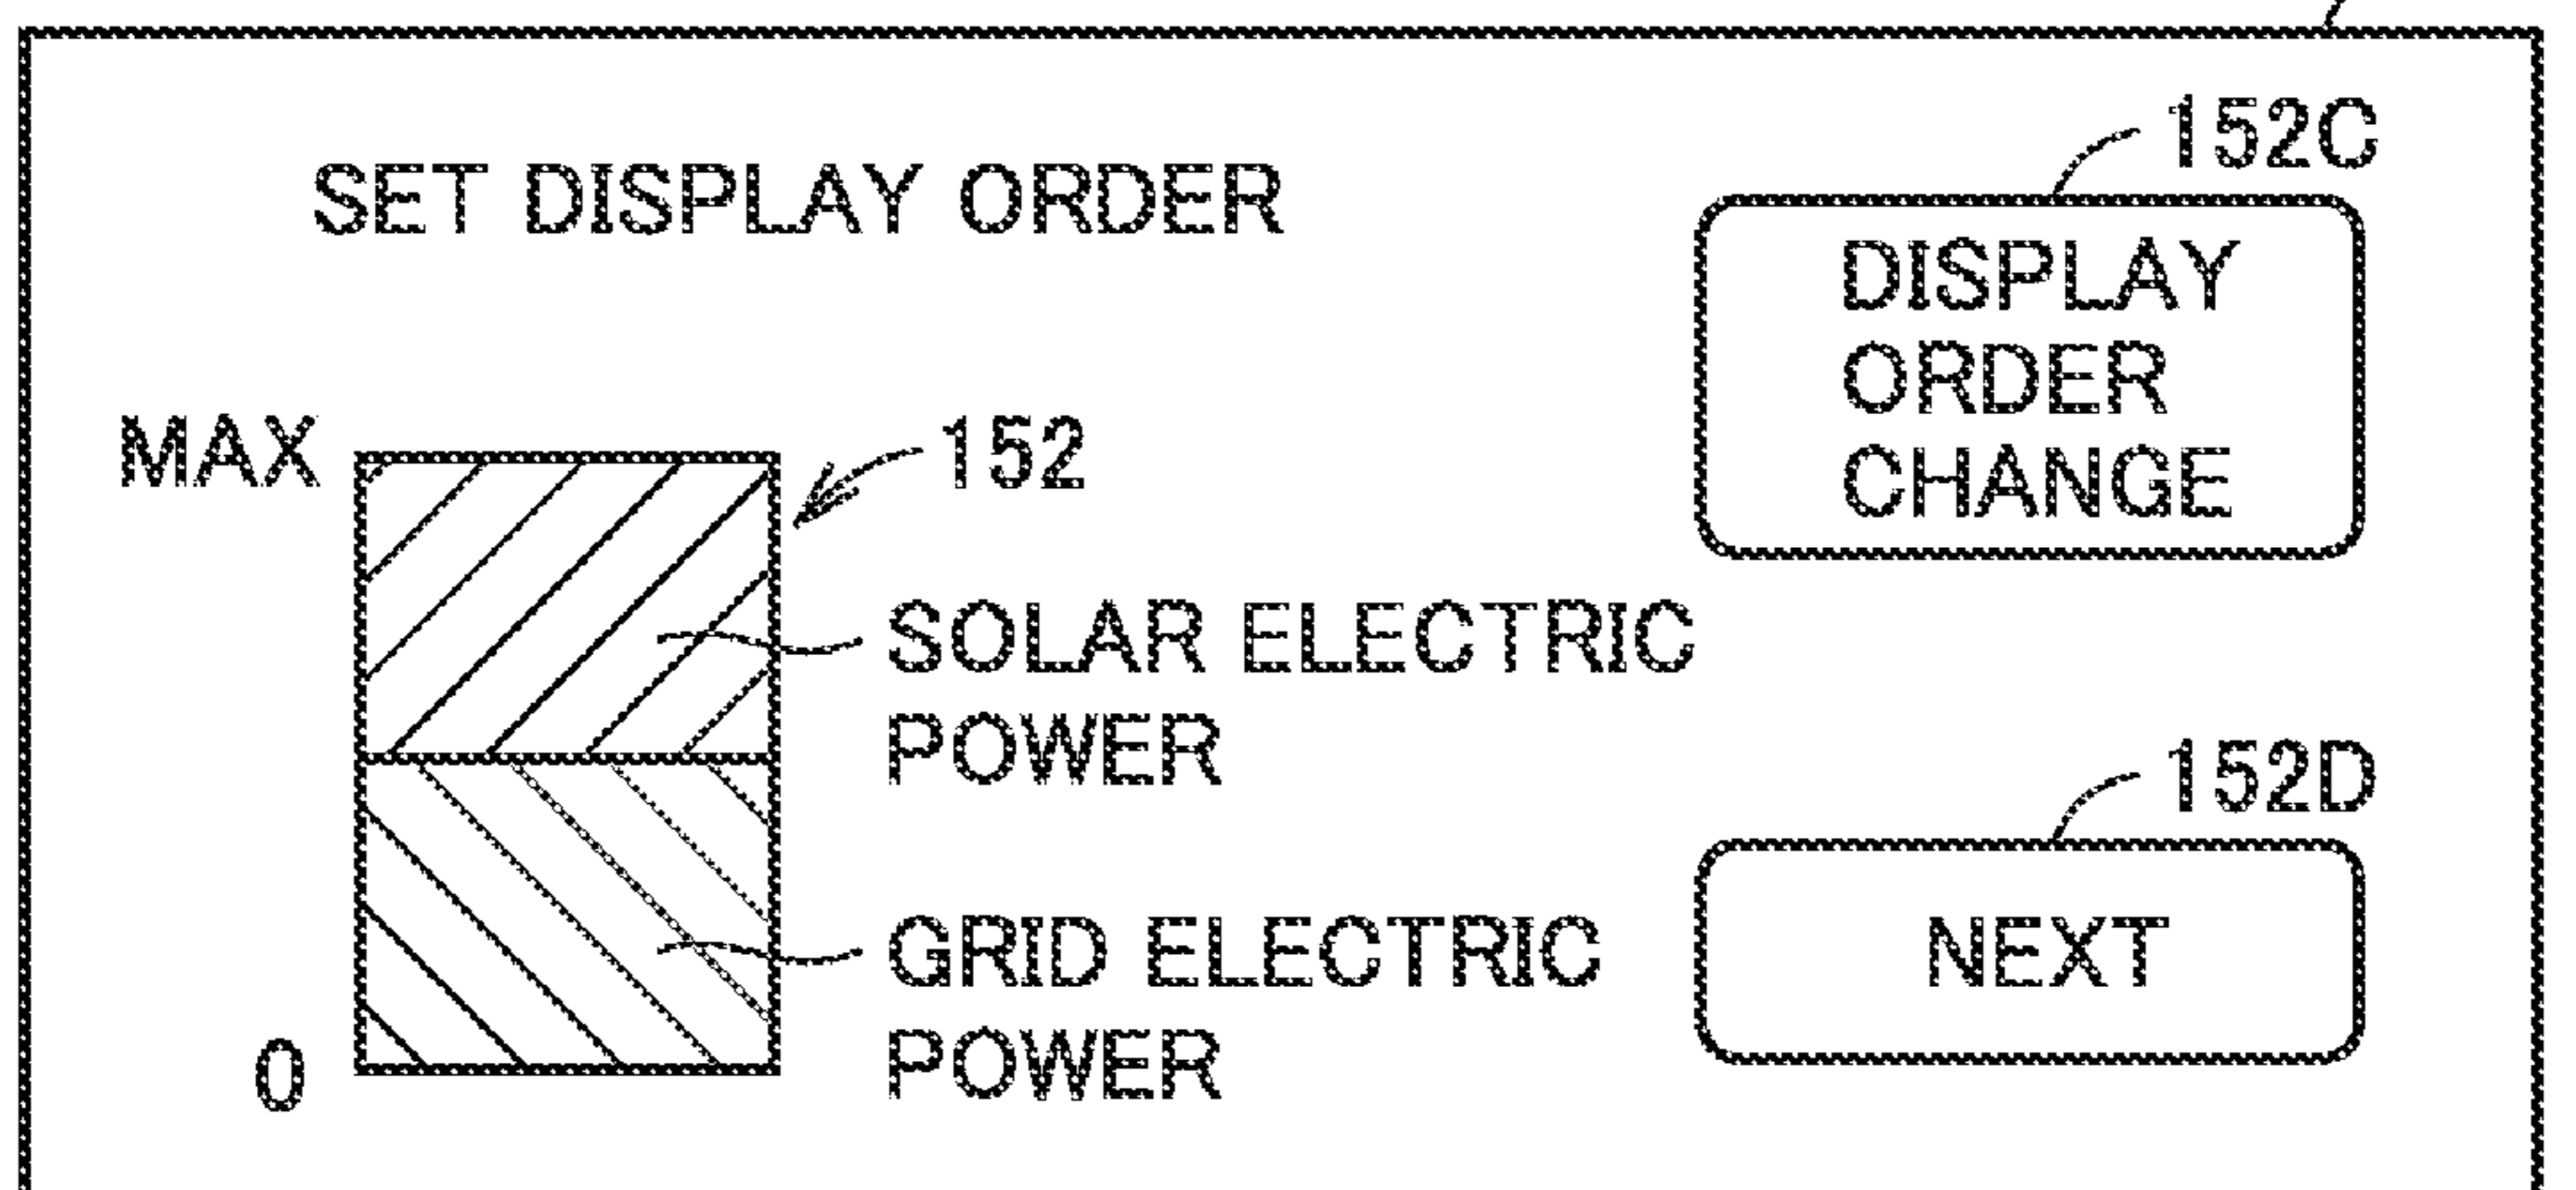 152C
SET DISPLAY ORDER
DISPLAY
ORDER
CHANGE
MAX
152
SOLAR ELECTRIC
POWER
152D
GRID ELECTRIC
POWER
NEXT
0